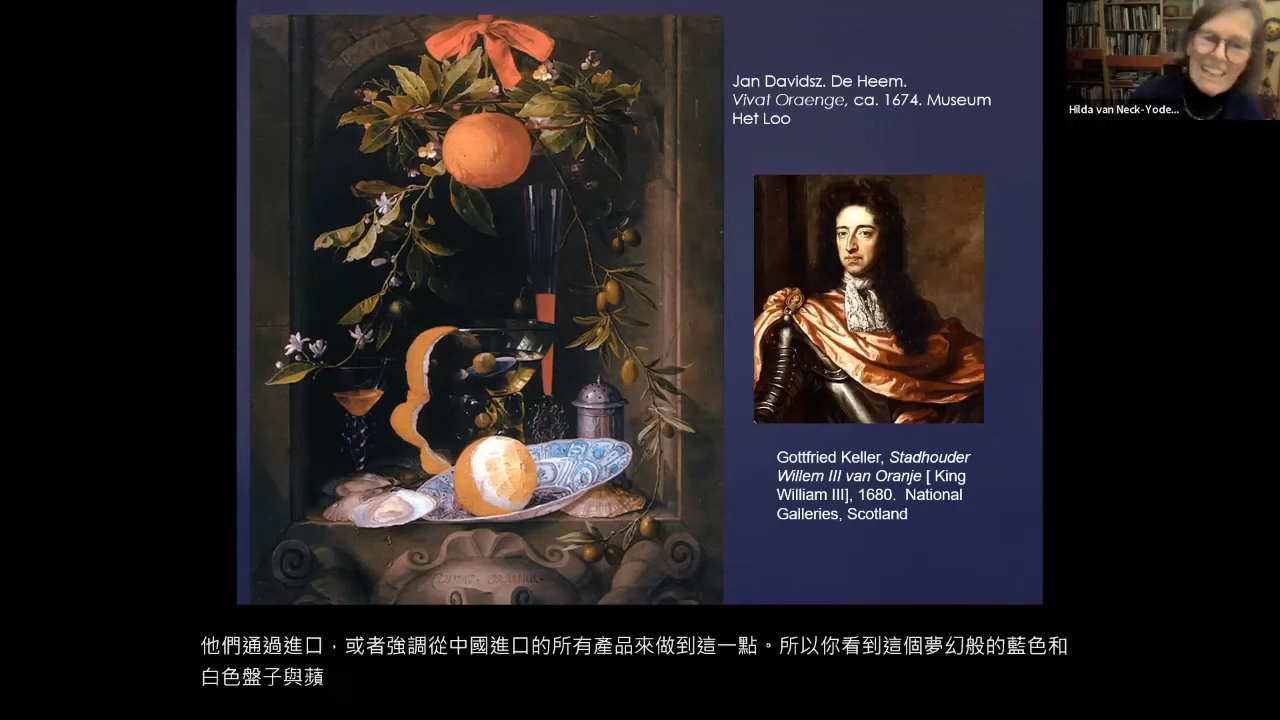 Jan Davidsz. De Heem.
Vivat Oraenge, ca. 1674. Museum
Het Loo
Hilda van Neck-Yode...
Gottfried Keller, Stadhouder
Willem III van Oranje [ King
William III], 1680. National
Galleries, Scotland
他們通過進口，或者強調從中國進口的所有產品來做到這一點。所以你看到這個夢幻般的藍色和
白色盤子與蘋